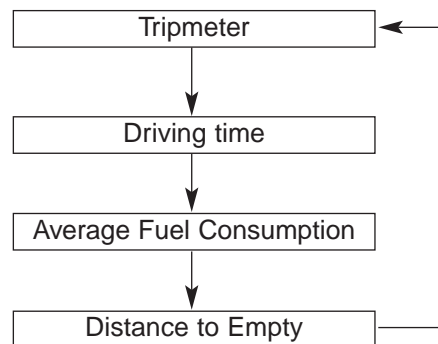 Tripmeter
Driving time
Average Fuel Consumption
Distance to Empty